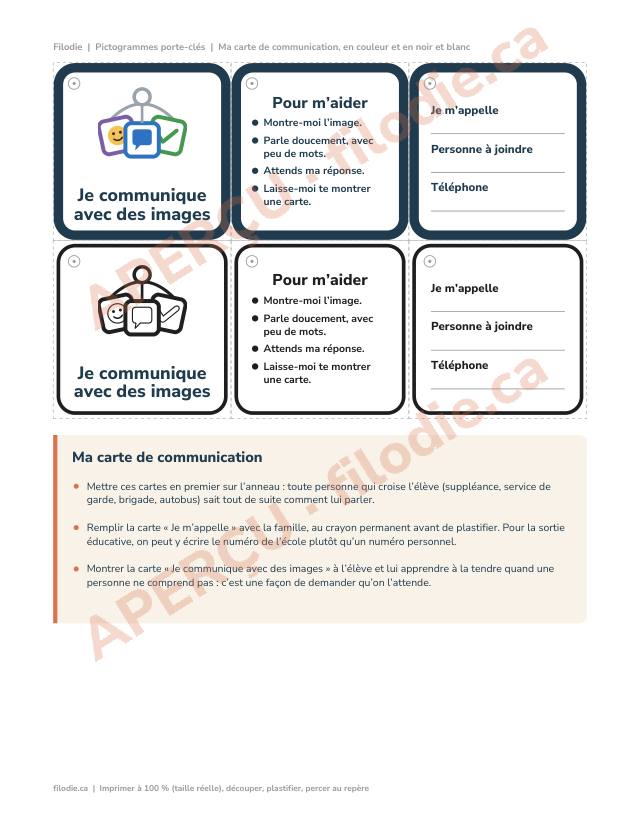 Filodie | Pictogrammes porte-clés | Ma carte de communication, en couleur et en noir et blanc
Je communique
avec des images
Pour m’aider
Montre-moi l’image.
Parle doucement, avec
peu de mots.
Attends ma réponse.
Laisse-moi te montrer
une carte.
Je m’appelle
Personne à joindre
Téléphone
Je communique
avec des images
Pour m’aider
Montre-moi l’image.
Parle doucement, avec
peu de mots.
Attends ma réponse.
Laisse-moi te montrer
une carte.
Je m’appelle
Personne à joindre
Téléphone
APERÇU · filodie.ca
Ma carte de communication
Mettre ces cartes en premier sur l’anneau : toute personne qui croise l’élève (suppléance, service de
garde, brigade, autobus) sait tout de suite comment lui parler.
Remplir la carte « Je m’appelle » avec la famille, au crayon permanent avant de plastifier. Pour la sortie
éducative, on peut y écrire le numéro de l’école plutôt qu’un numéro personnel.
Montrer la carte « Je communique avec des images » à l’élève et lui apprendre à la tendre quand une
personne ne comprend pas : c’est une façon de demander qu’on l’attende.
APERÇU · filodie.ca
filodie.ca | Imprimer à 100 % (taille réelle), découper, plastifier, percer au repère